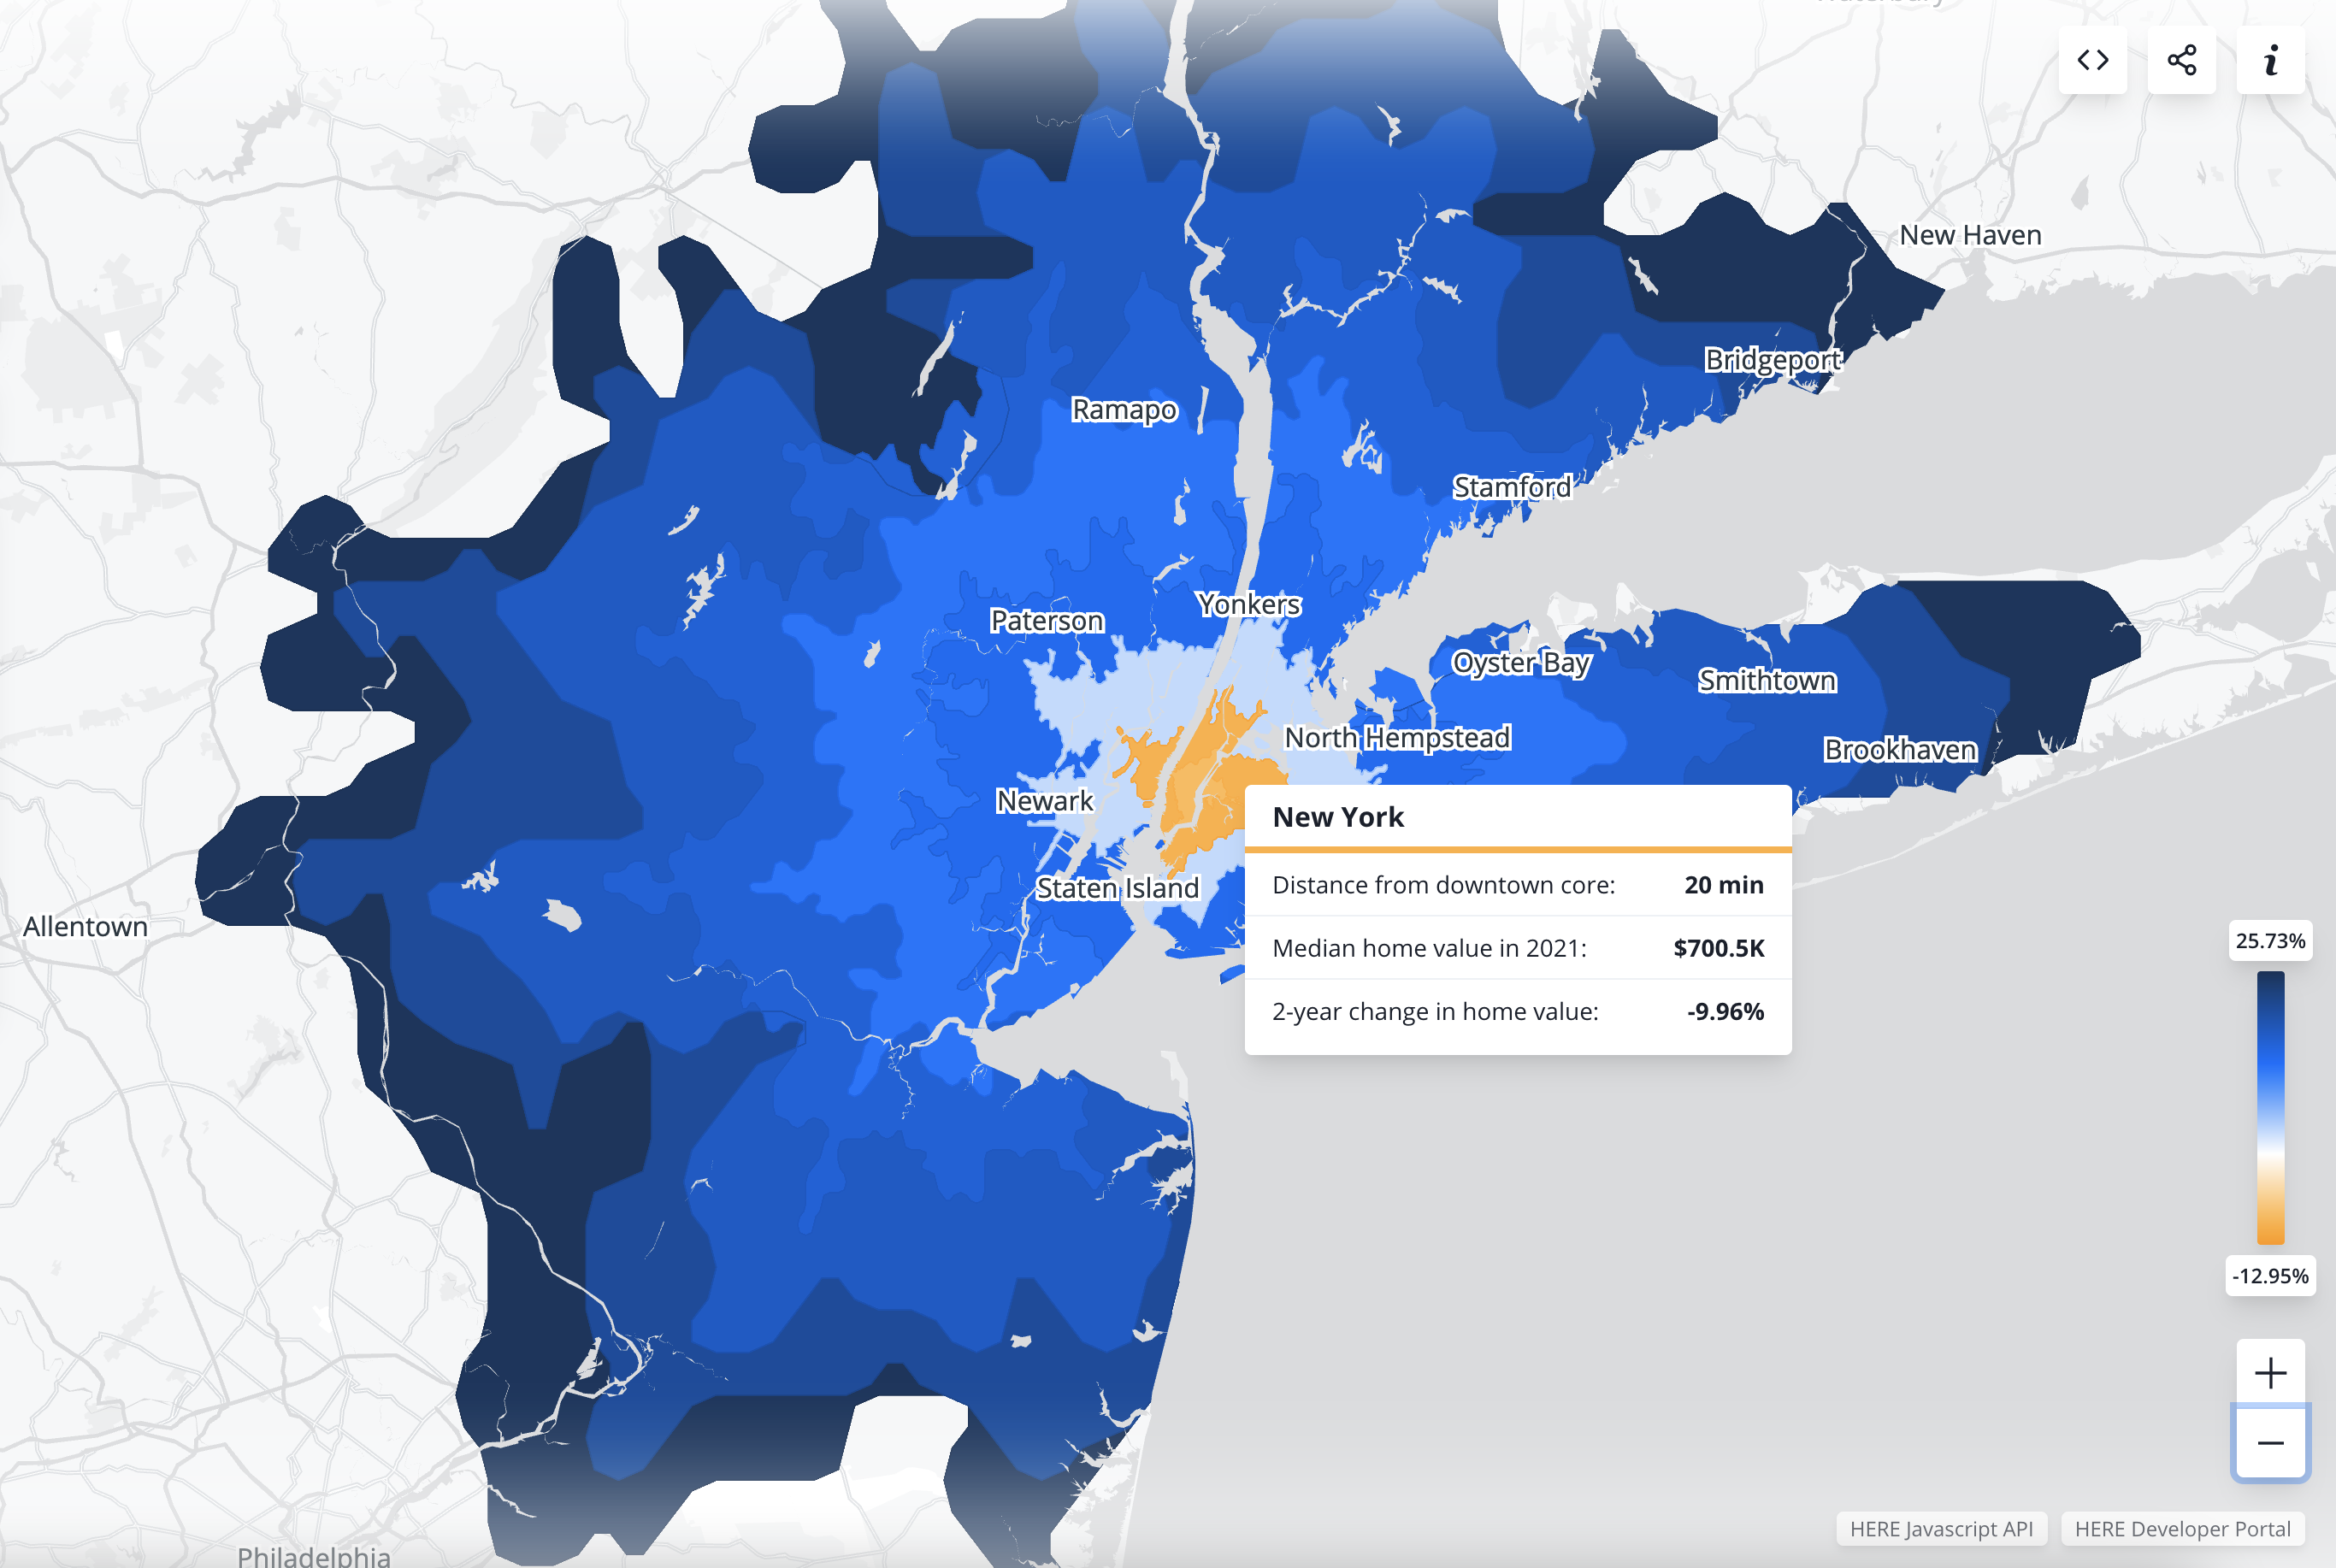 Waterbury
New Haven
Bridgeport
Ramapo
Stamford
Yonkers
Paterson
Oyster Bay
Smithtown
North Hempstead
Brookhaven
Newark
New York
Distance from downtown core: 20 min
Median home value in 2021: $700.5K
2-year change in home value: -9.96%
Staten Island
Allentown
25.73%
-12.95%
HERE Javascript API
HERE Developer Portal
Philadelphia